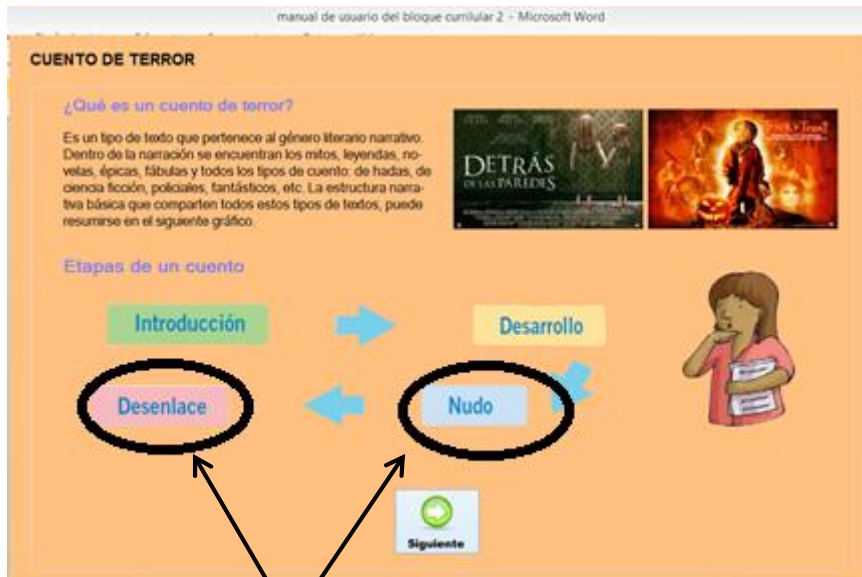 manual de usuario del bloque currilular 2 - Microsoft Word
CUENTO DE TERROR
¿Qué es un cuento de terror?
Es un tipo de texto que pertenece al género literario narrativo.
Dentro de la narración se encuentran los mitos, leyendas, no-
velas, épicas, fábulas y todos los tipos de cuento: de hadas, de
ciencia ficción, policiales, fantásticos, etc. La estructura narra-
tiva básica que comparten todos estos tipos de textos, puede
resumirse en el siguiente gráfico
DETRÁS
DE LAS PAREDES
Etapas de un cuento
Introducción
Desarrollo
Desenlace
Nudo
Siguiente